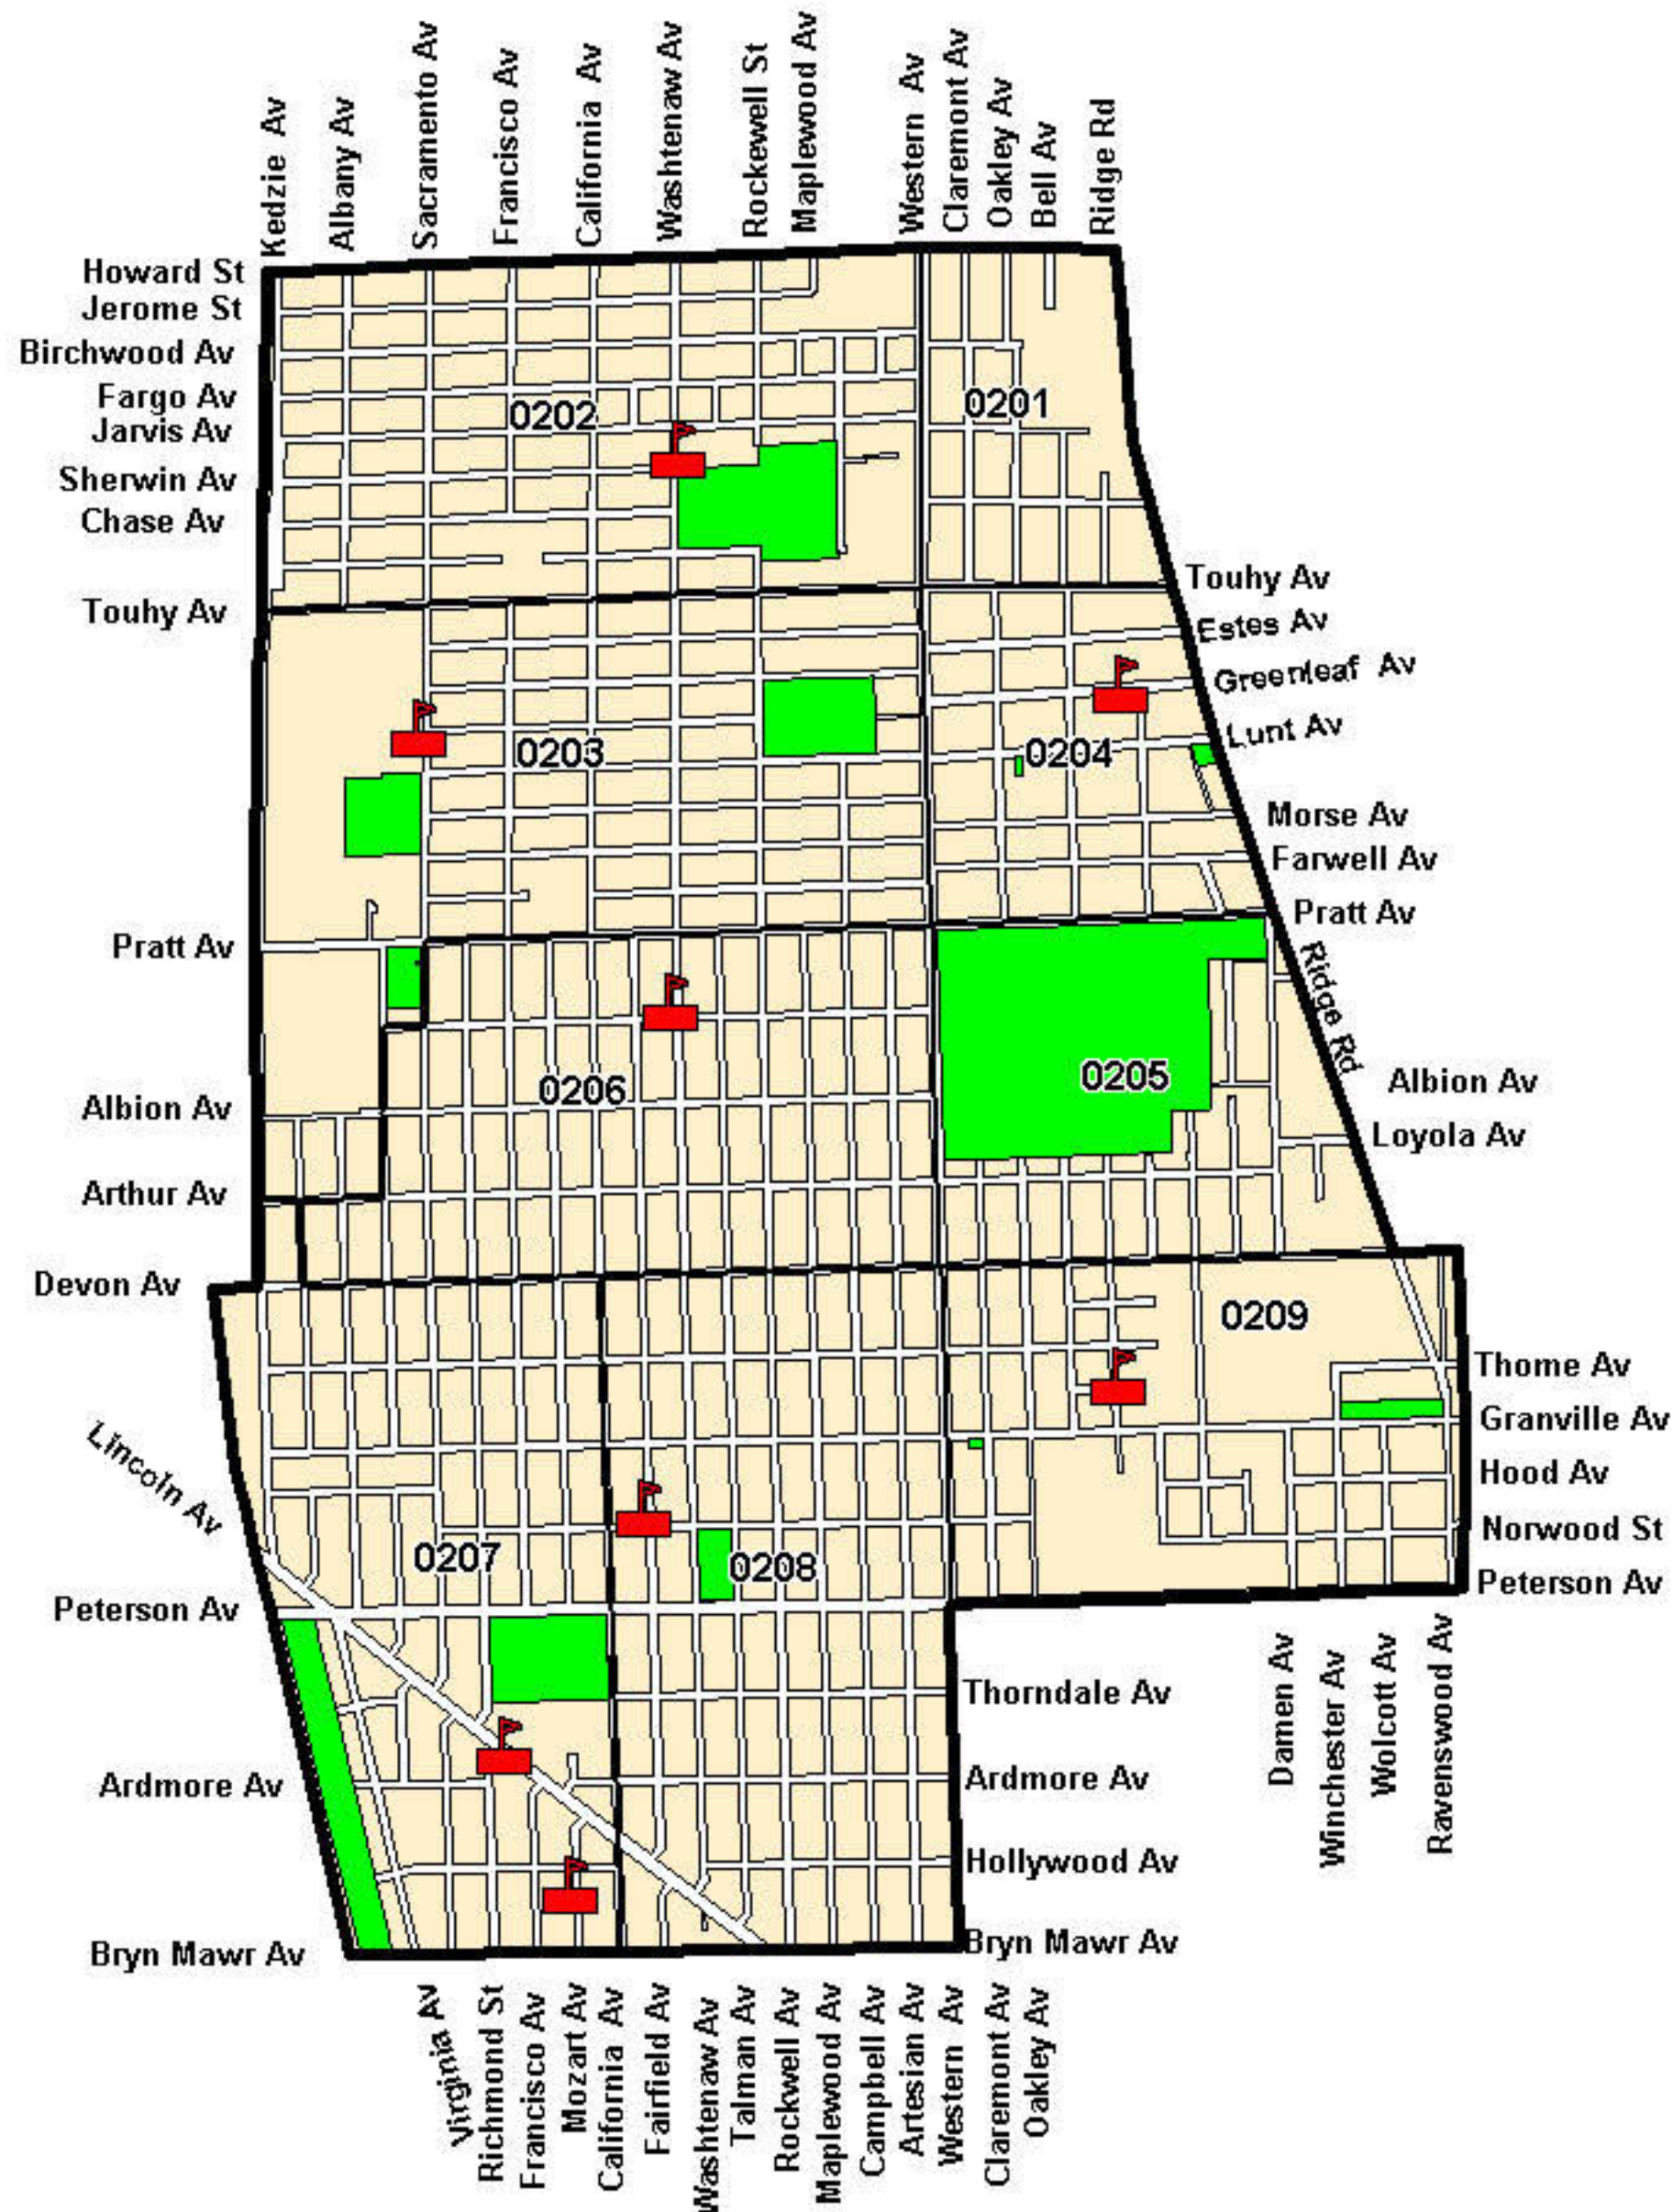 Kedzie Av
Albany Av
Sacramento Av
Francisco Av
California Av
Washtenaw Av
Rockewell St
Maplewood Av
Western Av
Claremont Av
Oakley Av
Bell Av
Ridge Rd
Howard St
Jerome St
Birchwood Av
Fargo Av
Jarvis Av
Sherwin Av
Chase Av
Touhy Av
0202
0201
Touhy Av
Estes Av
Greenleaf Av
Lunt Av
0203
0204
Morse Av
Farwell Av
Pratt Av
Pratt Av
Ridge Rd
0206
0205
Albion Av
Albion Av
Loyola Av
Arthur Av
Devon Av
0209
Thome Av
Granville Av
Hood Av
Norwood St
Peterson Av
Lincoln Av
0207
0208
Peterson Av
Thorndale Av
Ardmore Av
Ardmore Av
Hollywood Av
Bryn Mawr Av
Bryn Mawr Av
Damen Av
Winchester Av
Wolcott Av
Ravenswood Av
Virginia Av
Richmond St
Francisco Av
Mozart Av
California Av
Fairfield Av
Washtenaw Av
Talman Av
Rockwell Av
Maplewood Av
Campbell Av
Artesian Av
Western Av
Claremont Av
Oakley Av